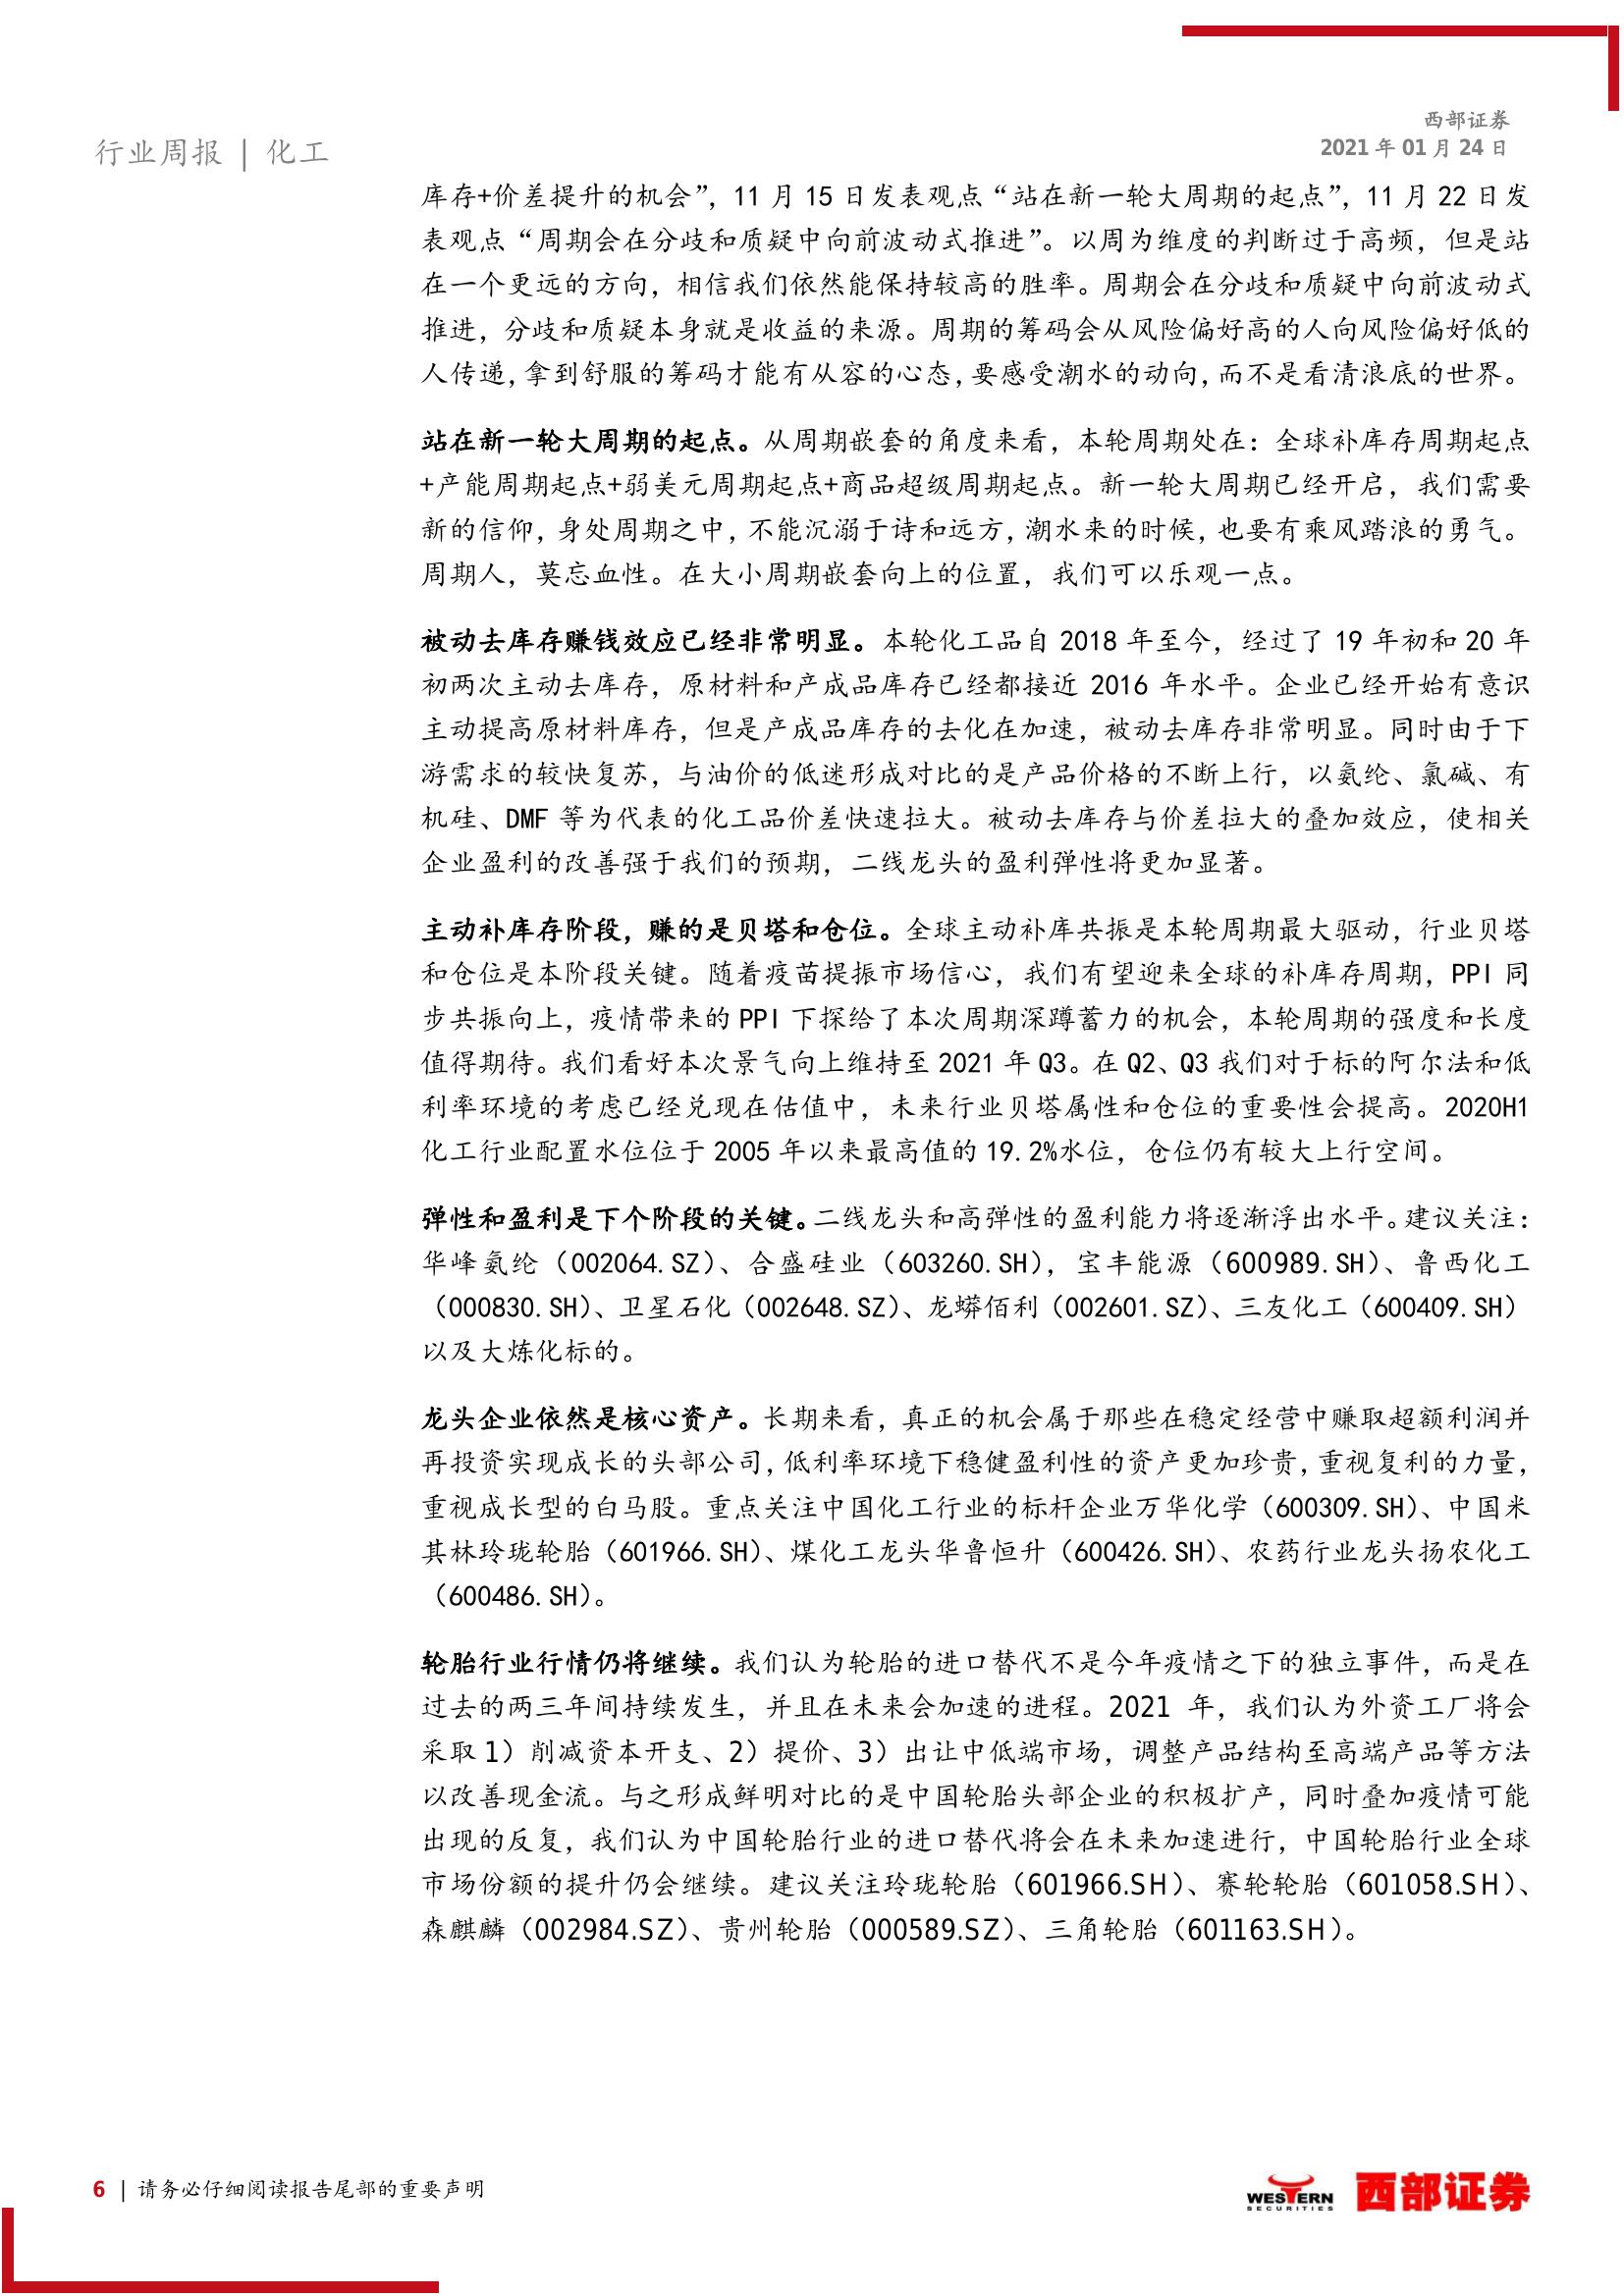 西部证券
行业周报 | 化工
2021 年 01 月 24 日
库存+价差提升的机会”，11 月 15 日发表观点“站在新一轮大周期的起点”，11 月 22 日发
表观点“周期会在分歧和质疑中向前波动式推进”。以周为维度的判断过于高频，但是站
在一个更远的方向，相信我们依然能保持较高的胜率。周期会在分歧和质疑中向前波动式
推进，分歧和质疑本身就是收益的来源。周期的筹码会从风险偏好高的人向风险偏好低的
人传递，拿到舒服的筹码才能有从容的心态，要感受潮水的动向，而不是看清浪底的世界。
站在新一轮大周期的起点。从周期嵌套的角度来看，本轮周期处在：全球补库存周期起点
+产能周期起点+弱美元周期起点+商品超级周期起点。新一轮大周期已经开启，我们需要
新的信仰，身处周期之中，不能沉溺于诗和远方，潮水来的时候，也要有乘风踏浪的勇气。
周期人，莫忘血性。在大小周期嵌套向上的位置，我们可以乐观一点。
被动去库存赚钱效应已经非常明显。本轮化工品自 2018 年至今，经过了 19 年初和 20 年
初两次主动去库存，原材料和产成品库存已经都接近 2016 年水平。企业已经开始有意识
主动提高原材料库存，但是产成品库存的去化在加速，被动去库存非常明显。同时由于下
游需求的较快复苏，与油价的低迷形成对比的是产品价格的不断上行，以氨纶、氯碱、有
机硅、DMF 等为代表的化工品价差快速拉大。被动去库存与价差拉大的叠加效应，使相关
企业盈利的改善强于我们的预期，二线龙头的盈利弹性将更加显著。
主动补库存阶段，赚的是贝塔和仓位。全球主动补库共振是本轮周期最大驱动，行业贝塔
和仓位是本阶段关键。随着疫苗提振市场信心，我们有望迎来全球的补库存周期，PPI 同
步共振向上，疫情带来的 PPI 下探给了本次周期深蹲蓄力的机会，本轮周期的强度和长度
值得期待。我们看好本次景气向上维持至 2021 年 Q3。在 Q2、Q3 我们对于标的阿尔法和低
利率环境的考虑已经兑现在估值中，未来行业贝塔属性和仓位的重要性会提高。2020H1
化工行业配置水位位于 2005 年以来最高值的 19.2%水位，仓位仍有较大上行空间。
弹性和盈利是下个阶段的关键。二线龙头和高弹性的盈利能力将逐渐浮出水平。建议关注：
华峰氨纶（002064.SZ）、合盛硅业（603260.SH），宝丰能源（600989.SH）、鲁西化工
（000830.SH）、卫星石化（002648.SZ）、龙蟒佰利（002601.SZ）、三友化工（600409.SH）
以及大炼化标的。
龙头企业依然是核心资产。长期来看，真正的机会属于那些在稳定经营中赚取超额利润并
再投资实现成长的头部公司，低利率环境下稳健盈利性的资产更加珍贵，重视复利的力量，
重视成长型的白马股。重点关注中国化工行业的标杆企业万华化学（600309.SH）、中国米
其林玲珑轮胎（601966.SH）、煤化工龙头华鲁恒升（600426.SH）、农药行业龙头扬农化工
（600486.SH）。
轮胎行业行情仍将继续。我们认为轮胎的进口替代不是今年疫情之下的独立事件，而是在
过去的两三年间持续发生，并且在未来会加速的进程。2021 年，我们认为外资工厂将会
采取 1）削减资本开支、2）提价、3）出让中低端市场，调整产品结构至高端产品等方法
以改善现金流。与之形成鲜明对比的是中国轮胎头部企业的积极扩产，同时叠加疫情可能
出现的反复，我们认为中国轮胎行业的进口替代将会在未来加速进行，中国轮胎行业全球
市场份额的提升仍会继续。建议关注玲珑轮胎（601966.SH）、赛轮轮胎（601058.SH）、
森麒麟（002984.SZ）、贵州轮胎（000589.SZ）、三角轮胎（601163.SH）。
6 | 请务必仔细阅读报告尾部的重要声明
WESTERN
SECURITIES
西部证券